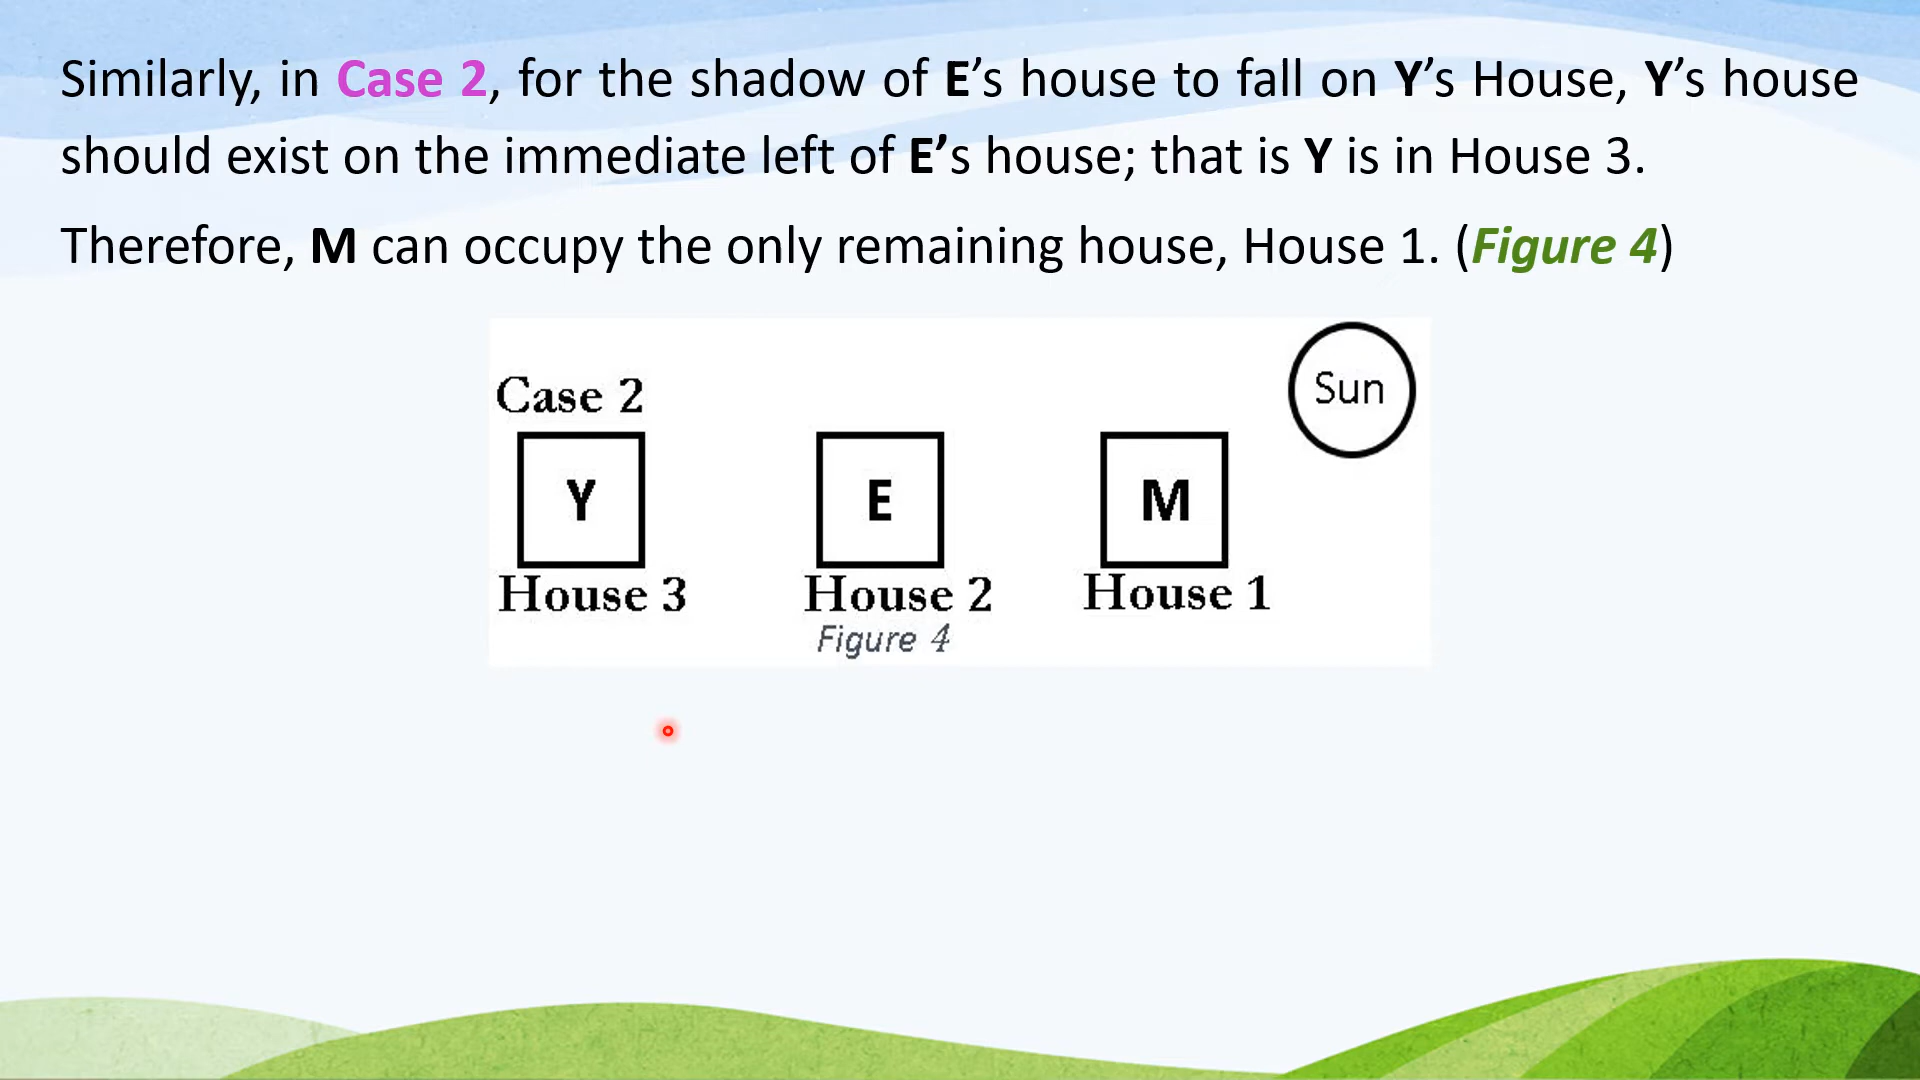 Similarly, in Case 2, for the shadow of E’s house to fall on Y’s House, Y’s house
should exist on the immediate left of E’s house; that is Y is in House 3.
Therefore, M can occupy the only remaining house, House 1. (Figure 4)
Sun
Case 2
Y E M
House 3 House 2 House 1
Figure 4